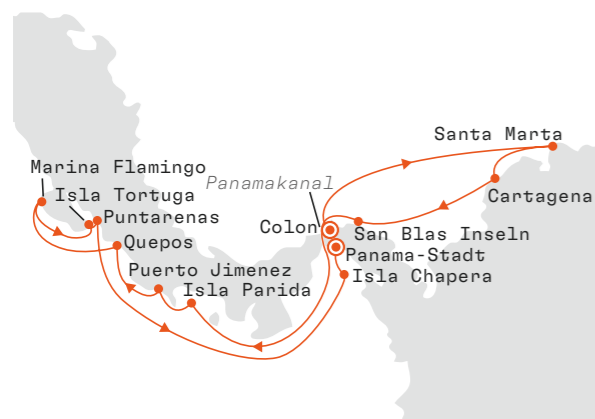 Santa Marta
Marina Flamingo
Panamakanal
Isla Tortuga
Cartagena
Puntarenas
Colon
San Blas Inseln
Quepos
Panama-Stadt
Puerto Jimenez
Isla Chapera
Isla Parida